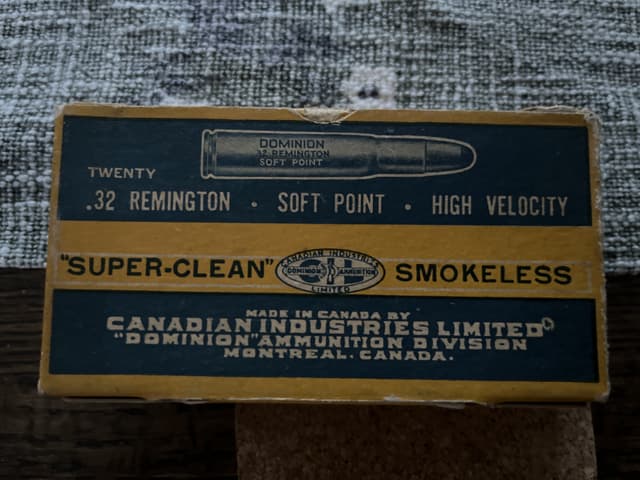 DOMINION
.32 REMINGTON
SOFT POINT
TWENTY
.32 REMINGTON • SOFT POINT • HIGH VELOCITY
"SUPER-CLEAN"
CANADIAN INDUSTRIES
CIL
DOMINION AMMUNITION
LIMITED
SMOKELESS
MADE IN CANADA BY
CANADIAN INDUSTRIES LIMITED
"DOMINION" AMMUNITION DIVISION
MONTREAL. CANADA.